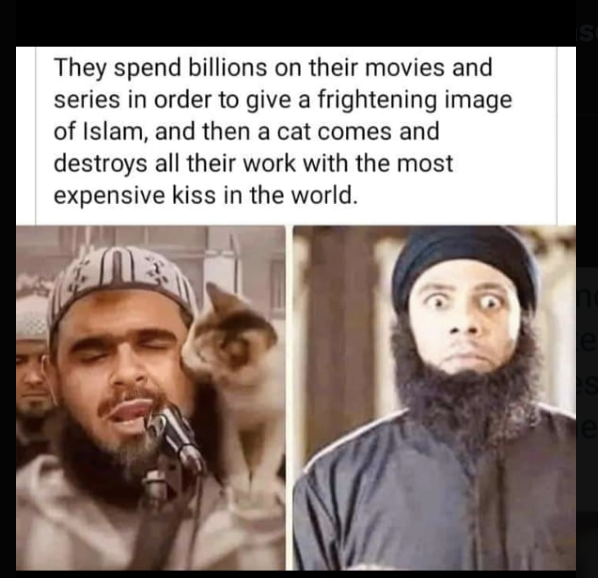 They spend billions on their movies and
series in order to give a frightening image
of Islam, and then a cat comes and
destroys all their work with the most
expensive kiss in the world.